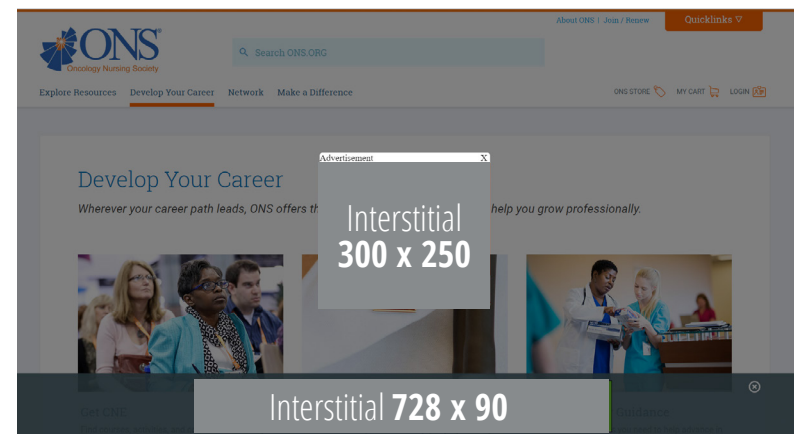 About ONS | Join / Renew
Quicklinks ▽
ONS
Oncology Nursing Society
Search ONS.ORG
Explore Resources Develop Your Career Network Make a Difference
ONS STORE MY CART LOGIN
Advertisement X
Develop Your Career
Wherever your career path leads, ONS offers th
help you grow professionally.
Interstitial
300 x 250
Get CNE
Guidance
Interstitial 728 x 90